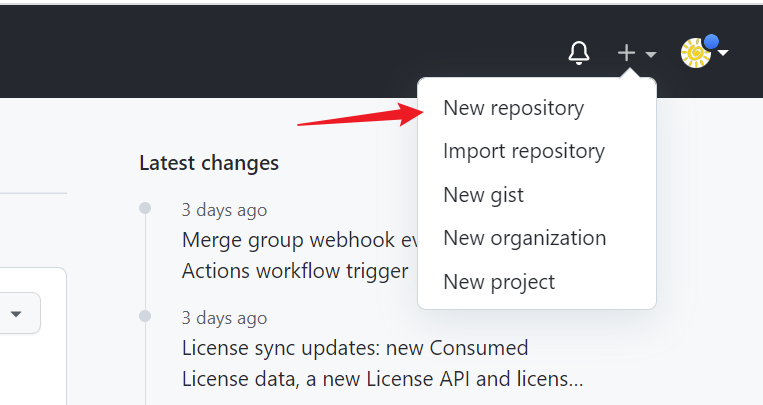 New repository
Import repository
New gist
New organization
New project
Latest changes
3 days ago
Merge group webhook ev
Actions workflow trigger
3 days ago
License sync updates: new Consumed
License data, a new License API and licens...